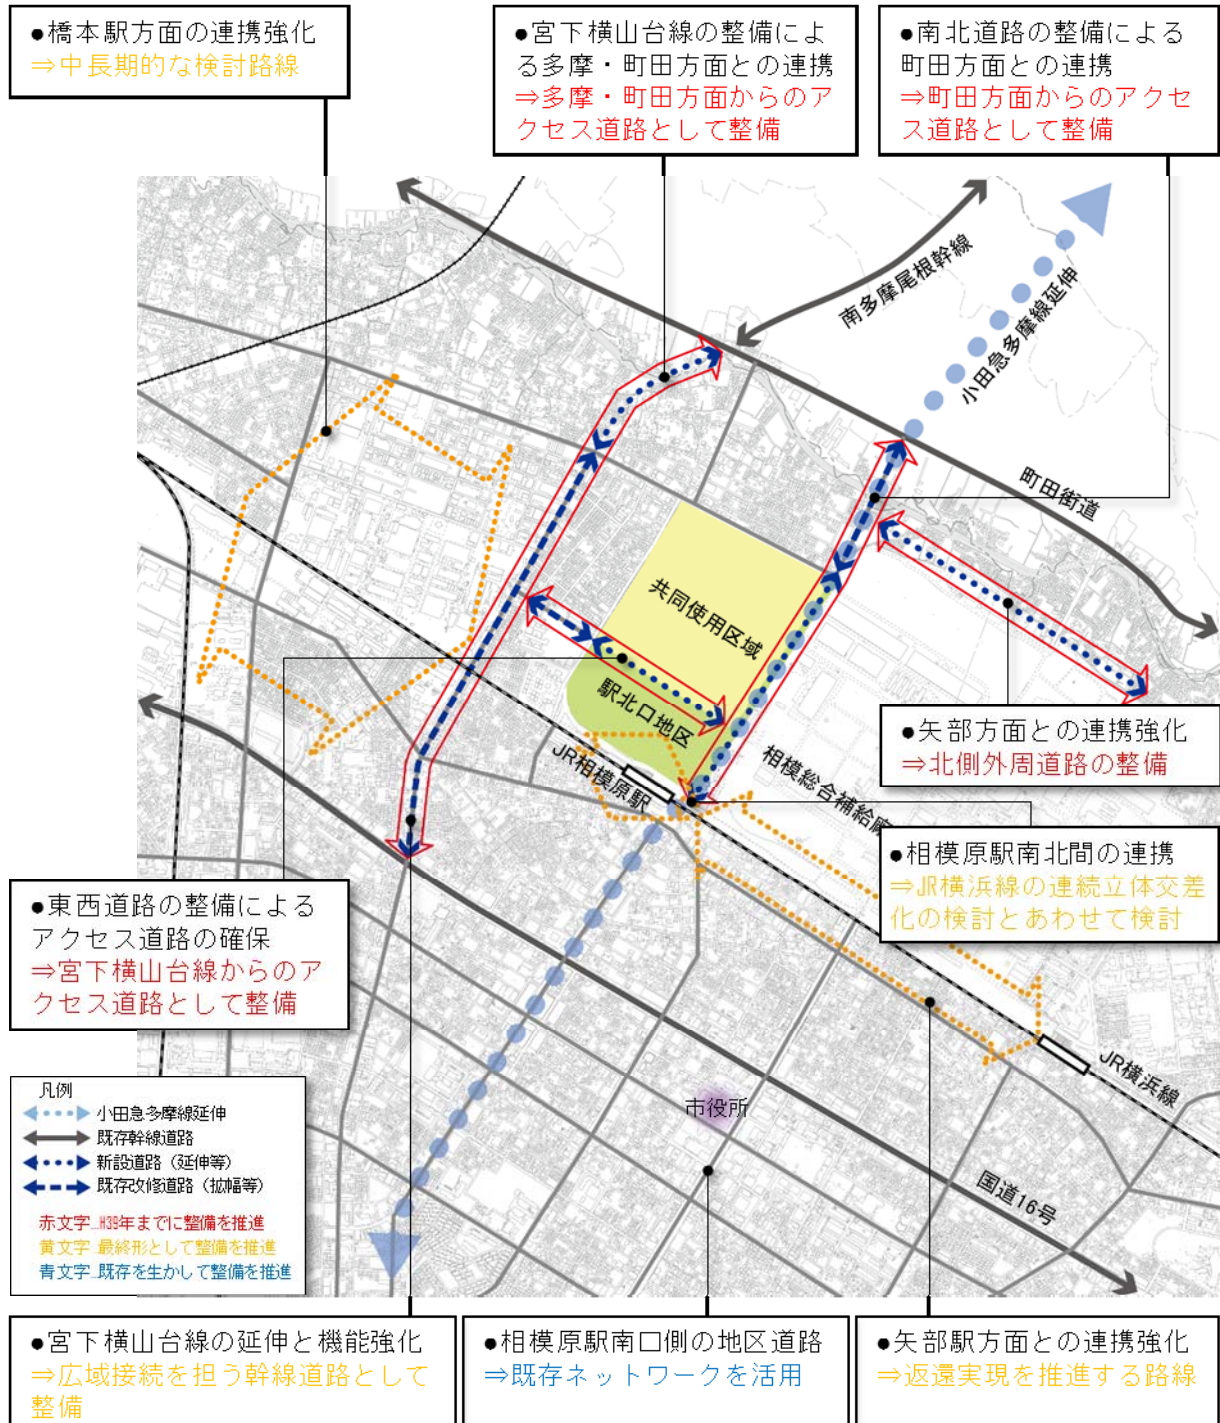 ●橋本駅方面の連携強化
⇒中長期的な検討路線
●宮下横山台線の整備によ
る多摩・町田方面との連携
⇒多摩・町田方面からのア
クセス道路として整備
●南北道路の整備による
町田方面との連携
⇒町田方面からのアクセ
ス道路として整備
南多摩尾根幹線
小田急多摩線延伸
町田街道
共同使用区域
駅北口地区
JR相模原駅
相模総合補給廠
●矢部方面との連携強化
⇒北側外周道路の整備
●相模原駅南北間の連携
⇒JR横浜線の連続立体交差
化の検討とあわせて検討
●東西道路の整備による
アクセス道路の確保
⇒宮下横山台線からのア
クセス道路として整備
JR横浜線
市役所
国道16号
凡例
小田急多摩線延伸
既存幹線道路
新設道路（延伸等）
既存改修道路（拡幅等）
赤文字…H39年までに整備を推進
黄文字…最終形として整備を推進
青文字…既存を生かして整備を推進
●宮下横山台線の延伸と機能強化
⇒広域接続を担う幹線道路として
整備
●相模原駅南口側の地区道路
⇒既存ネットワークを活用
●矢部駅方面との連携強化
⇒返還実現を推進する路線